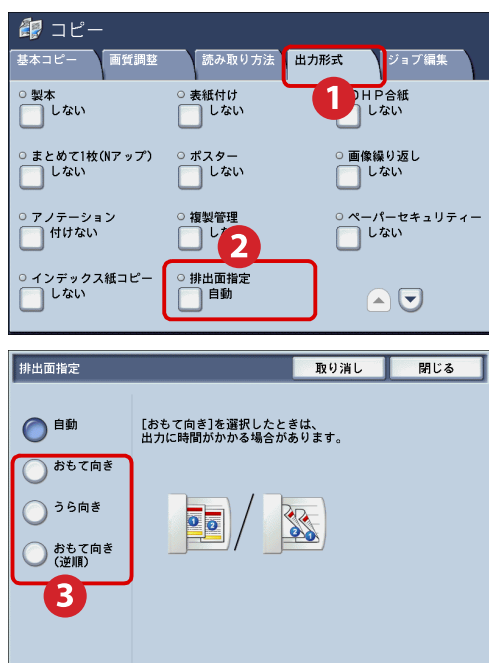 コピー
基本コピー 画質調整 読み取り方法 出力形式 ジョブ編集
1
製本 表紙付け OHP合紙
しない しない しない
まとめて1枚(Nアップ) ポスター 画像繰り返し
しない しない しない
アノテーション 複製管理 ペーパーセキュリティー
付けない し しない
2
インデックス紙コピー 排出面指定
しない 自動
排出面指定 取り消し 閉じる
自動
[おもて向き]を選択したときは、
出力に時間がかかる場合があります。
おもて向き
うら向き
おもて向き
(逆順)
3